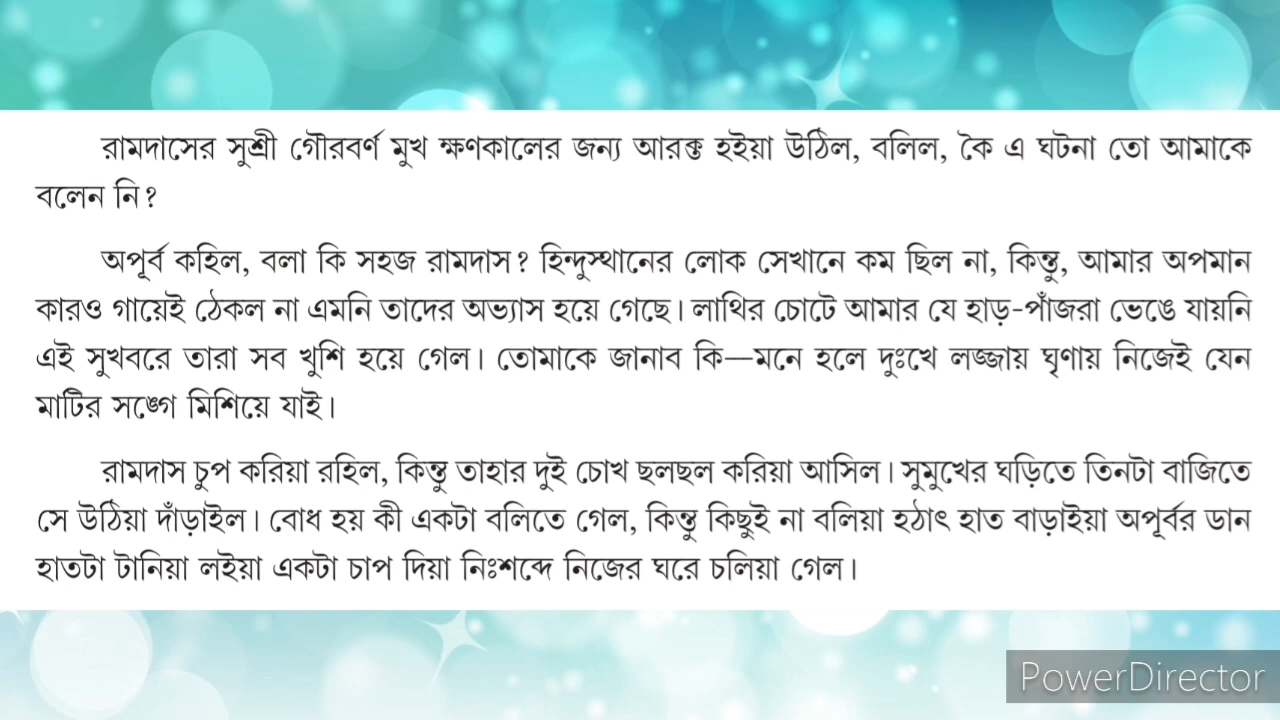 রামদাসের সুশ্রী গৌরবর্ণ মুখ ক্ষণকালের জন্য আরক্ত হইয়া উঠিল, বলিল, কৈ এ ঘটনা তো আমাকে
বলেন নি?
অপূর্ব কহিল, বলা কি সহজ রামদাস? হিন্দুস্থানের লোক সেখানে কম ছিল না, কিন্তু, আমার অপমান
কারও গায়েই ঠেকল না এমনি তাদের অভ্যাস হয়ে গেছে। লাথির চোটে আমার যে হাড়-পাঁজরা ভেঙে যায়নি
এই সুখবরে তারা সব খুশি হয়ে গেল। তোমাকে জানাব কি—মনে হলে দুঃখে লজ্জায় ঘৃণায় নিজেই যেন
মাটির সঙ্গে মিশিয়ে যাই।
রামদাস চুপ করিয়া রহিল, কিন্তু তাহার দুই চোখ ছলছল করিয়া আসিল। সুমুখের ঘড়িতে তিনটা বাজিতে
সে উঠিয়া দাঁড়াইল। বোধ হয় কী একটা বলিতে গেল, কিন্তু কিছুই না বলিয়া হঠাৎ হাত বাড়াইয়া অপূর্বর ডান
হাতটা টানিয়া লইয়া একটা চাপ দিয়া নিঃশব্দে নিজের ঘরে চলিয়া গেল।
PowerDirector